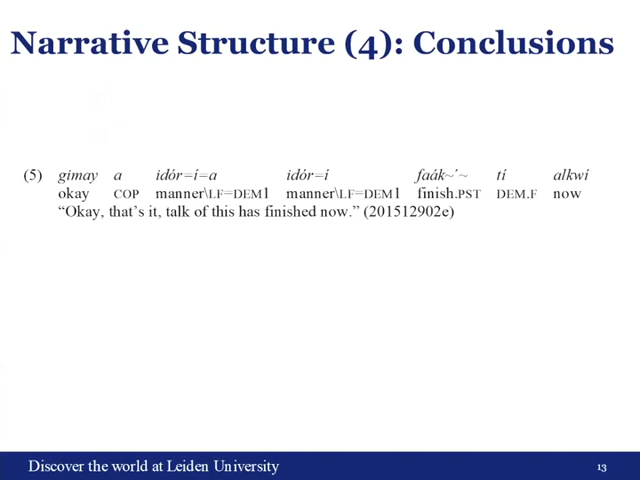 Narrative Structure (4): Conclusions
(5) gimay a idór=í=a idór=í faák~´~ tí alkwí
okay COP manner\LF=DEM1 manner\LF=DEM1 finish.PST DEM.F now
“Okay, that’s it, talk of this has finished now.” (201512902e)
Discover the world at Leiden University 13